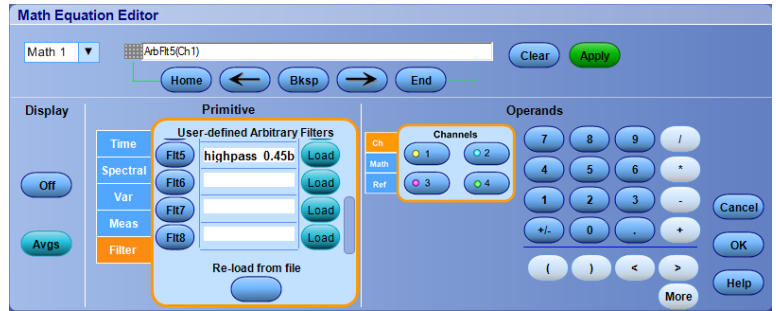 Math Equation Editor
Math 1
ArbFlt5(Ch1)
Clear
Apply
Home
Bksp
End
Display
Primitive
Operands
Off
Avgs
Time
Spectral
Var
Meas
Filter
User-defined Arbitrary Filters
Flt5 highpass_0.45b Load
Flt6 Load
Flt7 Load
Flt8 Load
Re-load from file
Ch
Math
Ref
Channels
1 2
3 4
7 8 9 /
4 5 6 *
1 2 3 -
+/- 0 . +
( ) < >
More
Cancel
OK
Help